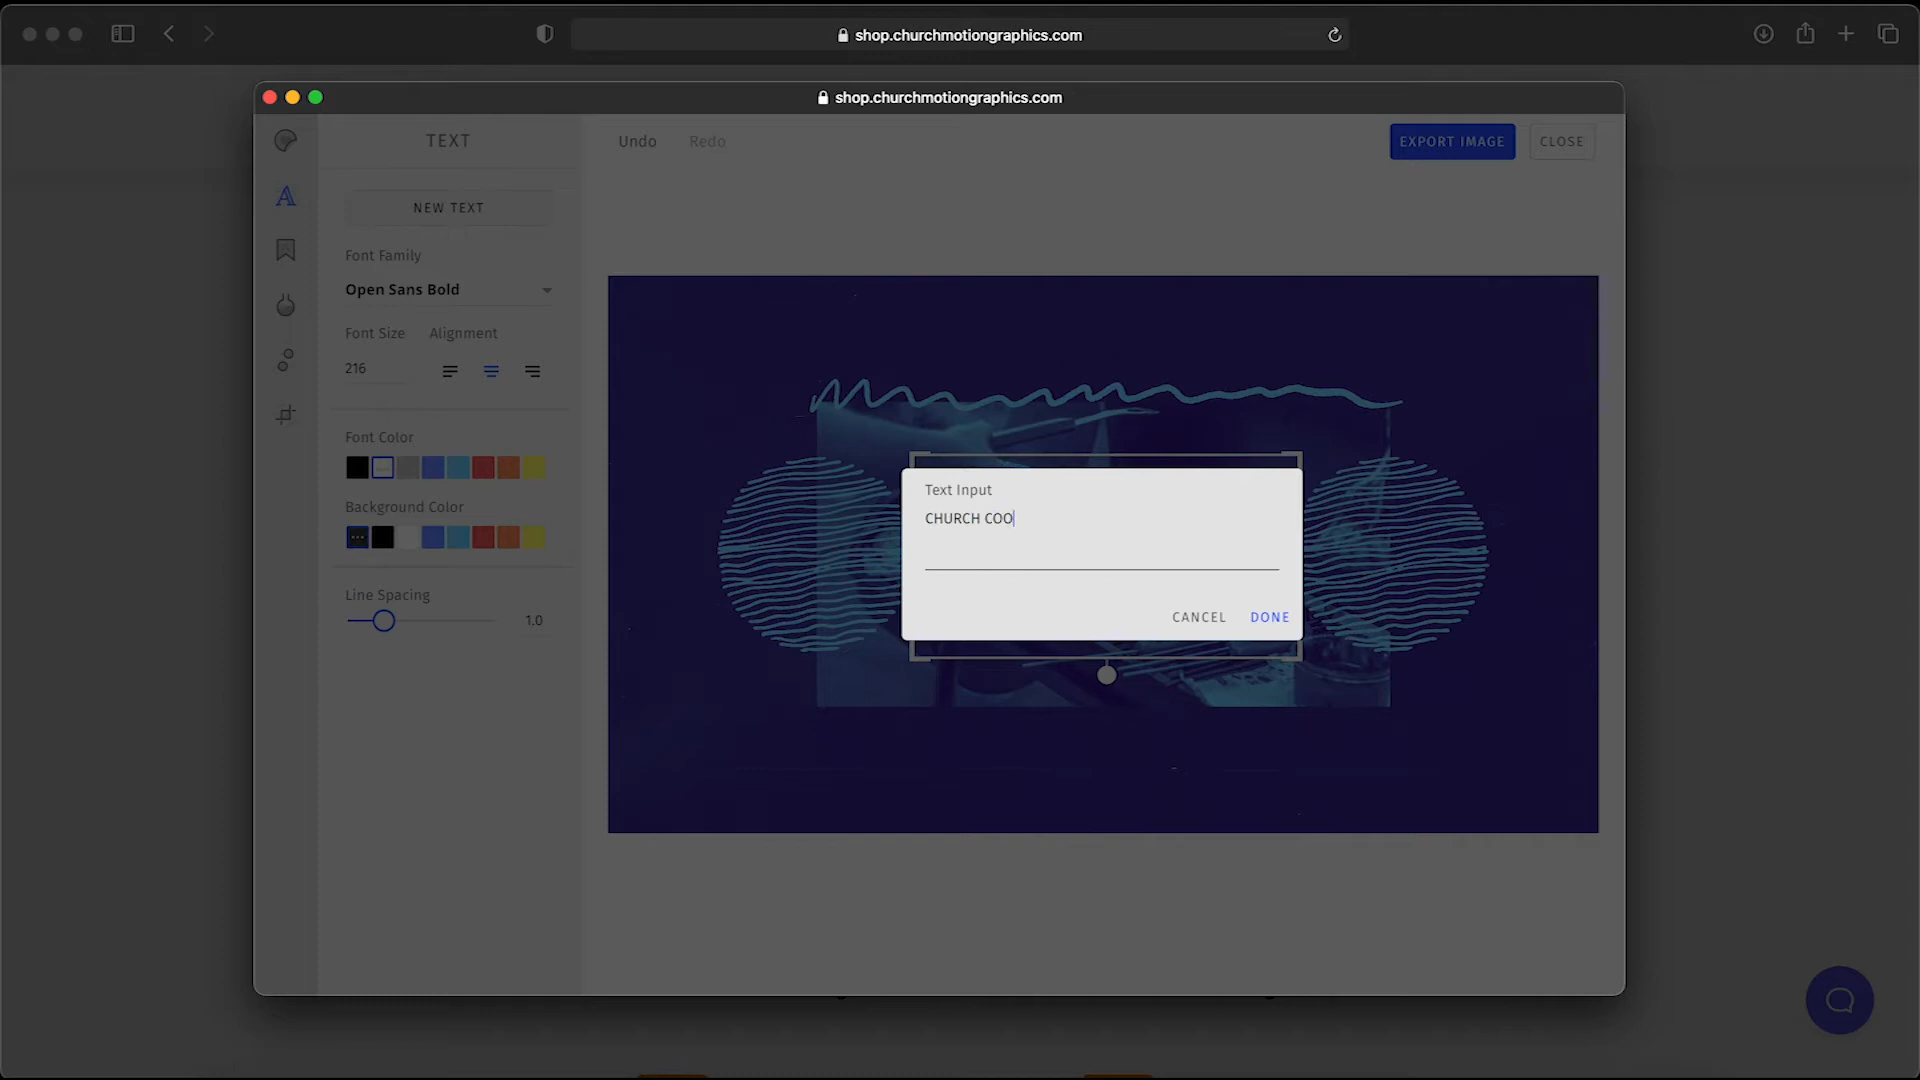 shop.churchmotiongraphics.com
shop.churchmotiongraphics.com
TEXT
Undo
Redo
EXPORT IMAGE
CLOSE
NEW TEXT
Font Family
Open Sans Bold
Font Size
Alignment
216
Font Color
Background Color
Line Spacing
1.0
Text Input
CHURCH COO
CANCEL
DONE